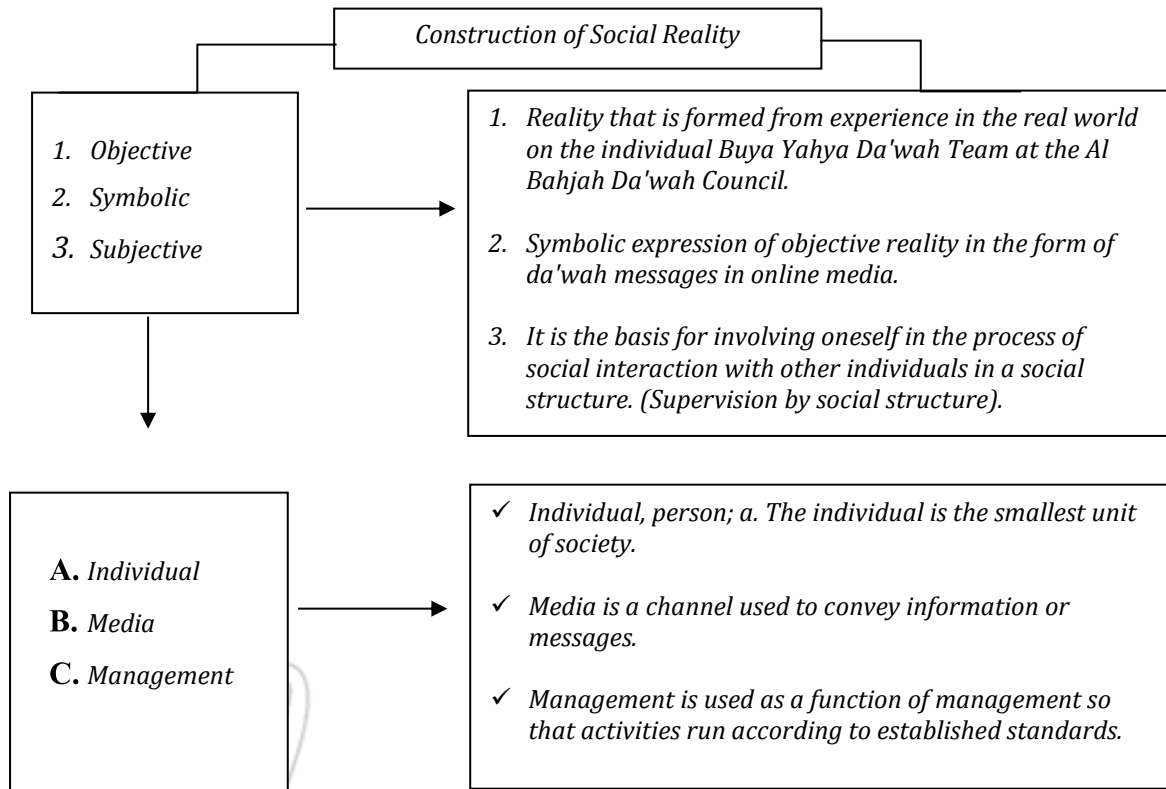 Construction of Social Reality
1. Objective
2. Symbolic
3. Subjective
1. Reality that is formed from experience in the real world
on the individual Buya Yahya Da'wah Team at the Al
Bahjah Da'wah Council.
2. Symbolic expression of objective reality in the form of
da'wah messages in online media.
3. It is the basis for involving oneself in the process of
social interaction with other individuals in a social
structure. (Supervision by social structure).
A. Individual
B. Media
C. Management
✓ Individual, person; a. The individual is the smallest unit
of society.
✓ Media is a channel used to convey information or
messages.
✓ Management is used as a function of management so
that activities run according to established standards.